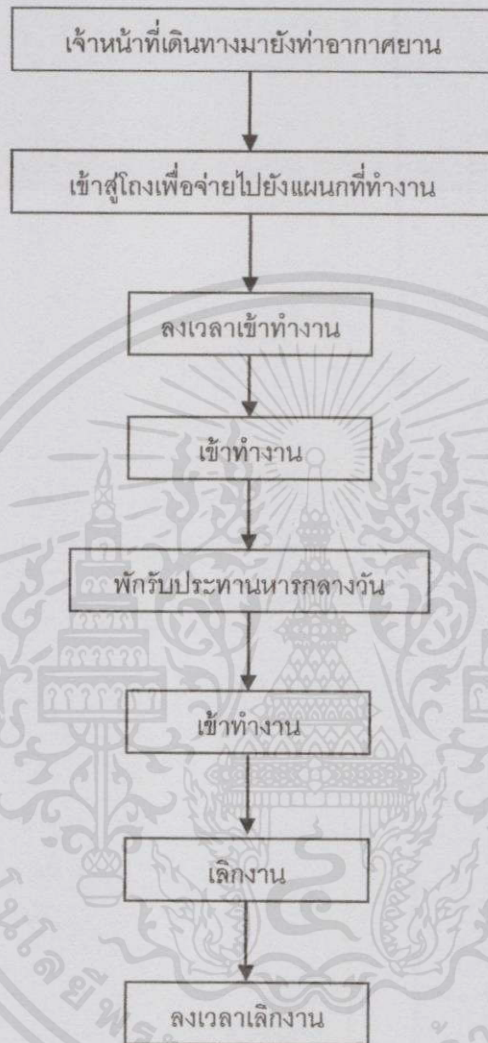 เจ้าหน้าที่เดินทางมายังท่าอากาศยาน
เข้าสู่โถงเพื่อจ่ายไปยังแผนกที่ทำงาน
ลงเวลาเข้าทำงาน
เข้าทำงาน
พักรับประทานหารกลางวัน
เข้าทำงาน
เลิกงาน
ลงเวลาเลิกงาน